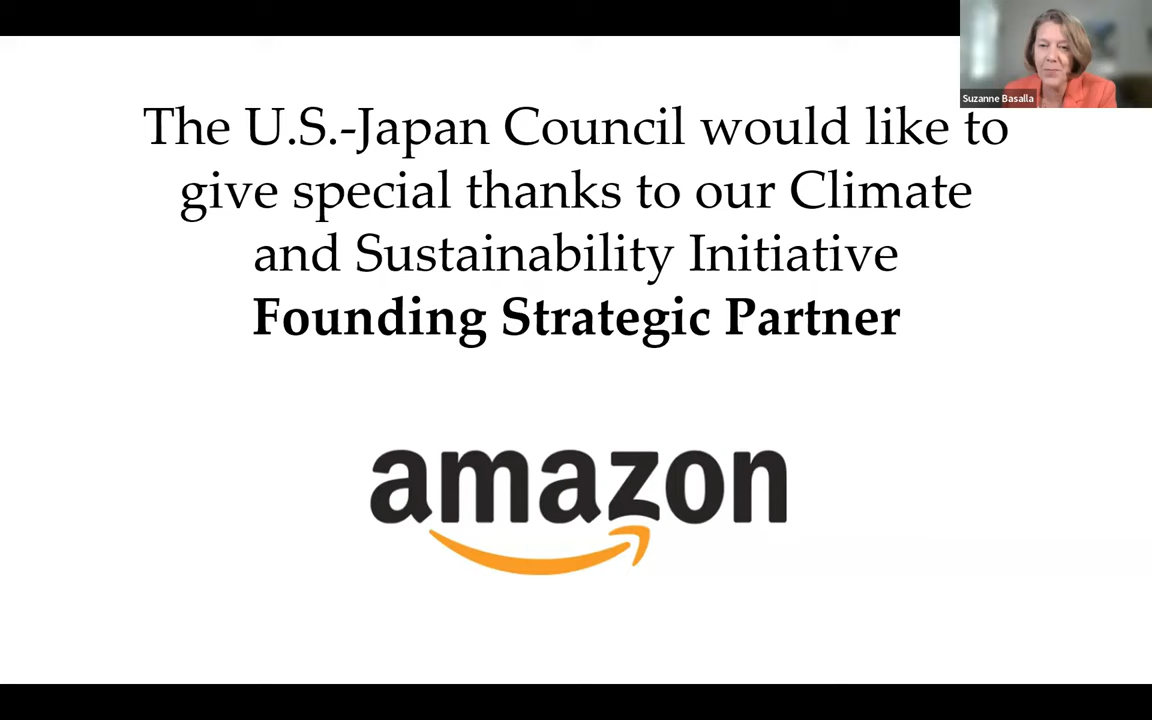 Suzanne Basalla
The U.S.-Japan Council would like to
give special thanks to our Climate
and Sustainability Initiative
Founding Strategic Partner
amazon